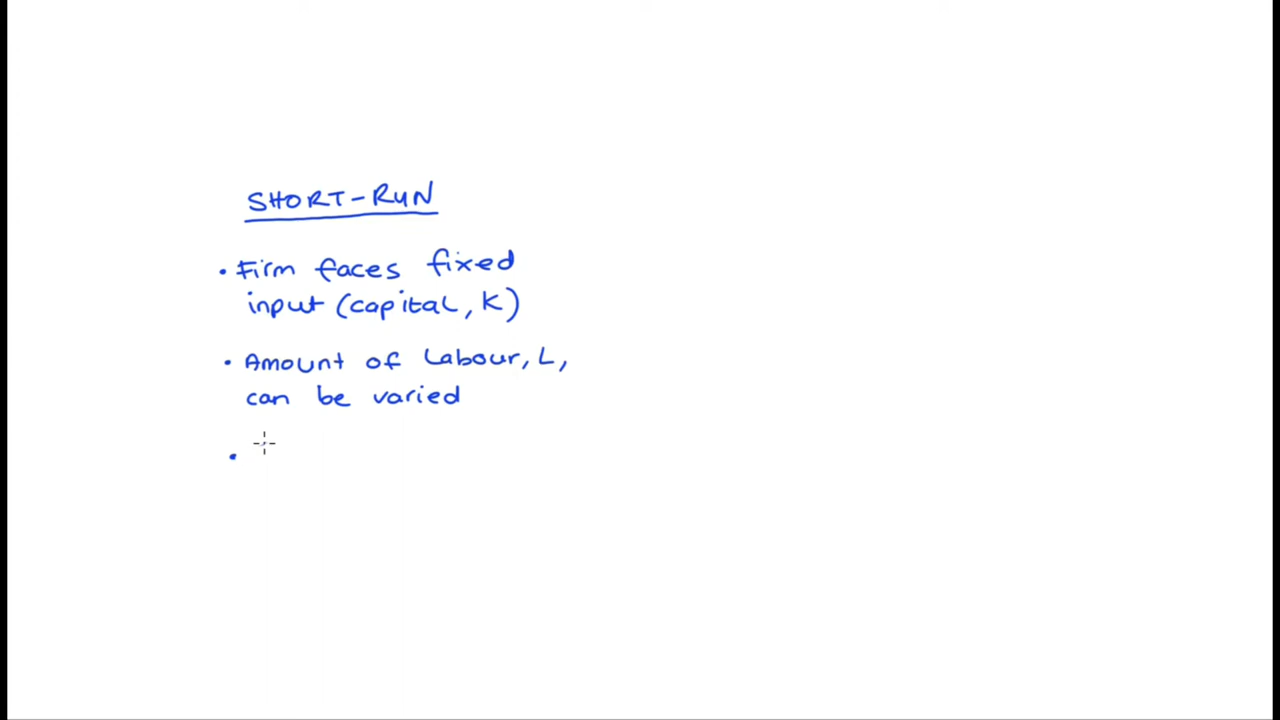 SHORT-RUN
• Firm faces fixed
input (capital, K)
• Amount of Labour, L,
can be varied
•